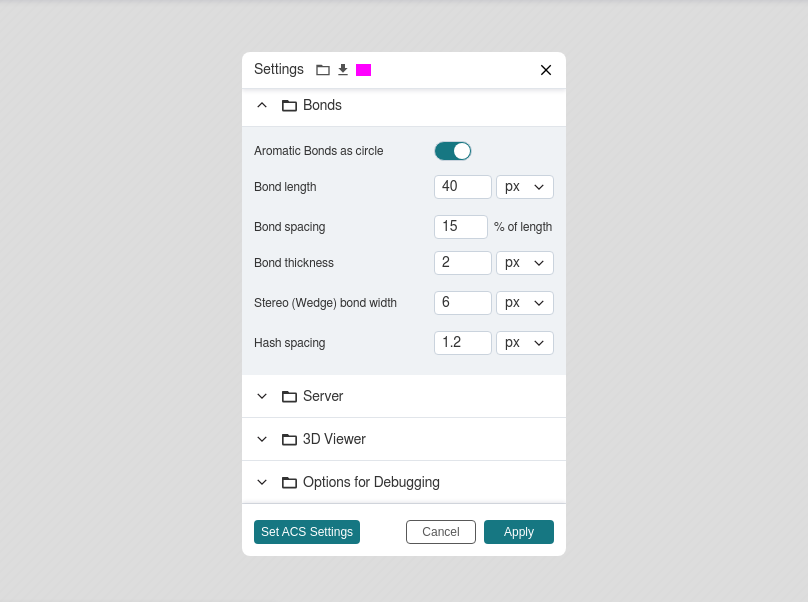 Settings
Bonds
Aromatic Bonds as circle
Bond length 40 px
Bond spacing 15 % of length
Bond thickness 2 px
Stereo (Wedge) bond width 6 px
Hash spacing 1.2 px
Server
3D Viewer
Options for Debugging
Set ACS Settings Cancel Apply